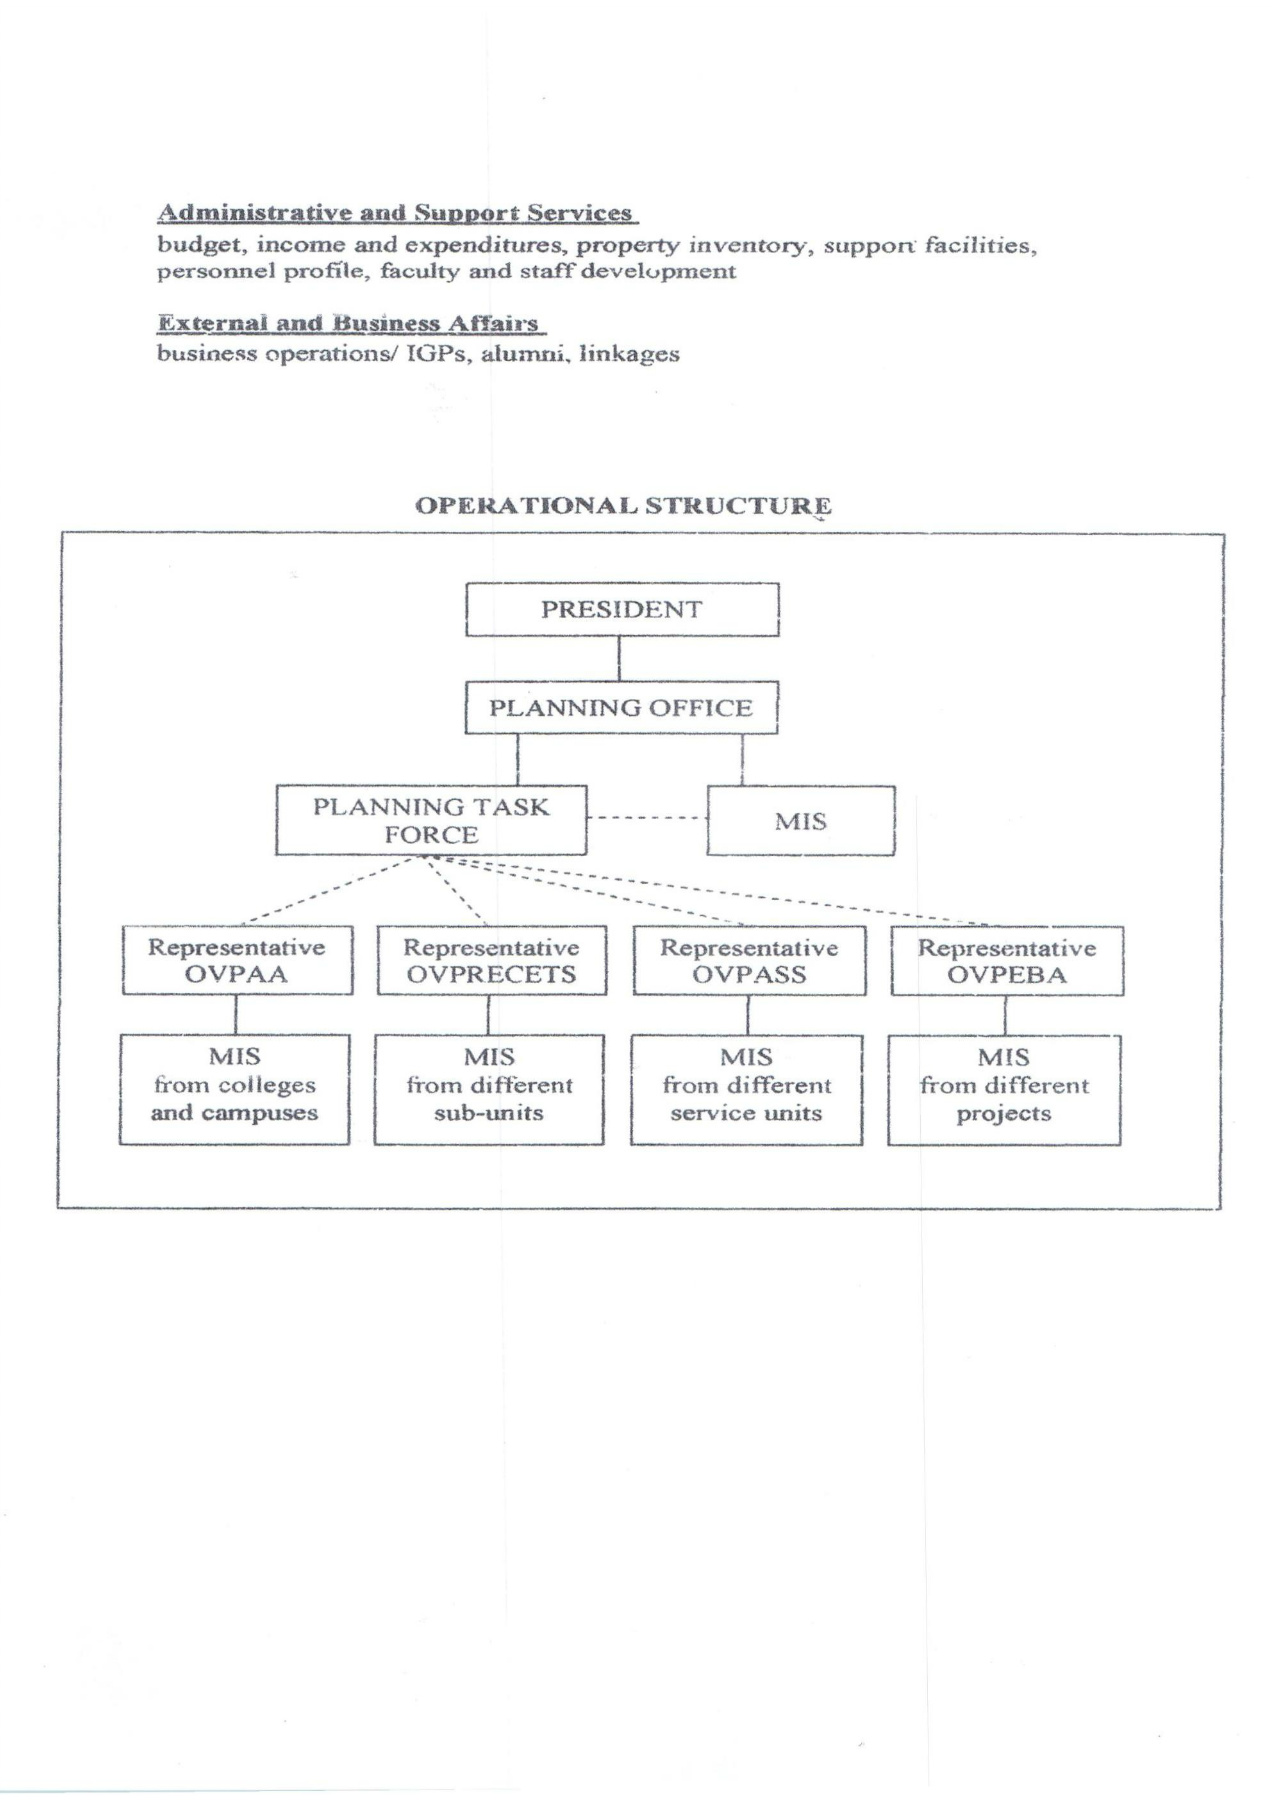 Administrative and Support Services
budget, income and expenditures, property inventory, support facilities,
personnel profile, faculty and staff development
External and Business Affairs
business operations/ IGPs, alumni, linkages
OPERATIONAL STRUCTURE
PRESIDENT
PLANNING OFFICE
PLANNING TASK
FORCE
MIS
Representative
OVPAA
Representative
OVPRECETS
Representative
OVPASS
Representative
OVPEBA
MIS
from colleges
and campuses
MIS
from different
sub-units
MIS
from different
service units
MIS
from different
projects